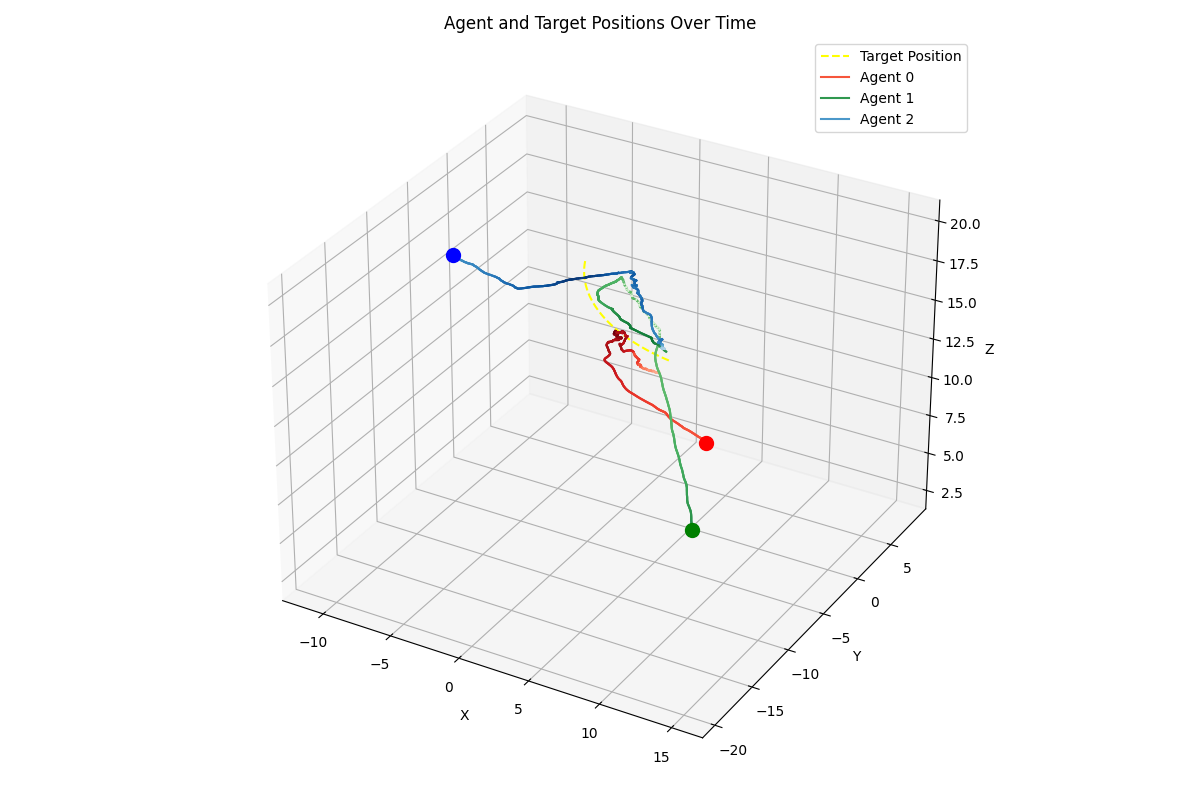 Agent and Target Positions Over Time
Target Position
Agent 0
Agent 1
Agent 2
20.0
17.5
15.0
12.5
Z
10.0
7.5
5.0
2.5
5
0
−5
Y
−10
−15
−20
−10
−5
0
X
5
10
15